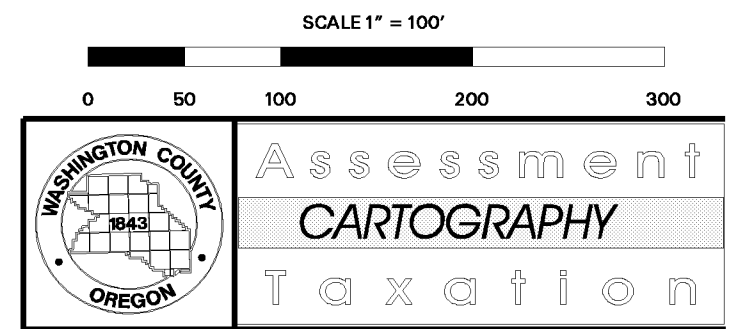 SCALE 1" = 100'
0 50 100 200 300
WASHINGTON COUNTY
1843
OREGON
Assessment
CARTOGRAPHY
Taxation